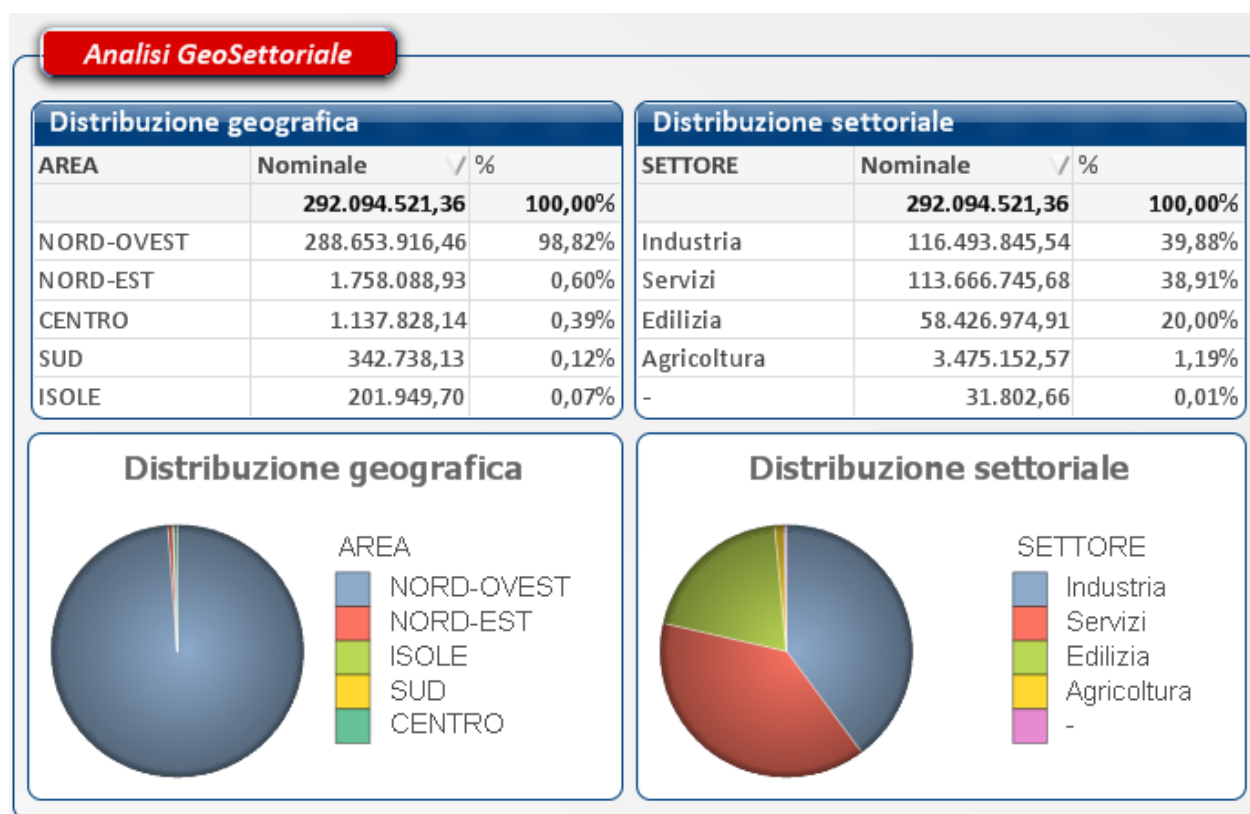 Analisi GeoSettoriale
Distribuzione geografica
AREA Nominale %
292.094.521,36 100,00%
NORD-OVEST 288.653.916,46 98,82%
NORD-EST 1.758.088,93 0,60%
CENTRO 1.137.828,14 0,39%
SUD 342.738,13 0,12%
ISOLE 201.949,70 0,07%
Distribuzione settoriale
SETTORE Nominale %
292.094.521,36 100,00%
Industria 116.493.845,54 39,88%
Servizi 113.666.745,68 38,91%
Edilizia 58.426.974,91 20,00%
Agricoltura 3.475.152,57 1,19%
- 31.802,66 0,01%
Distribuzione geografica
AREA
NORD-OVEST
NORD-EST
ISOLE
SUD
CENTRO
Distribuzione settoriale
SETTORE
Industria
Servizi
Edilizia
Agricoltura
-